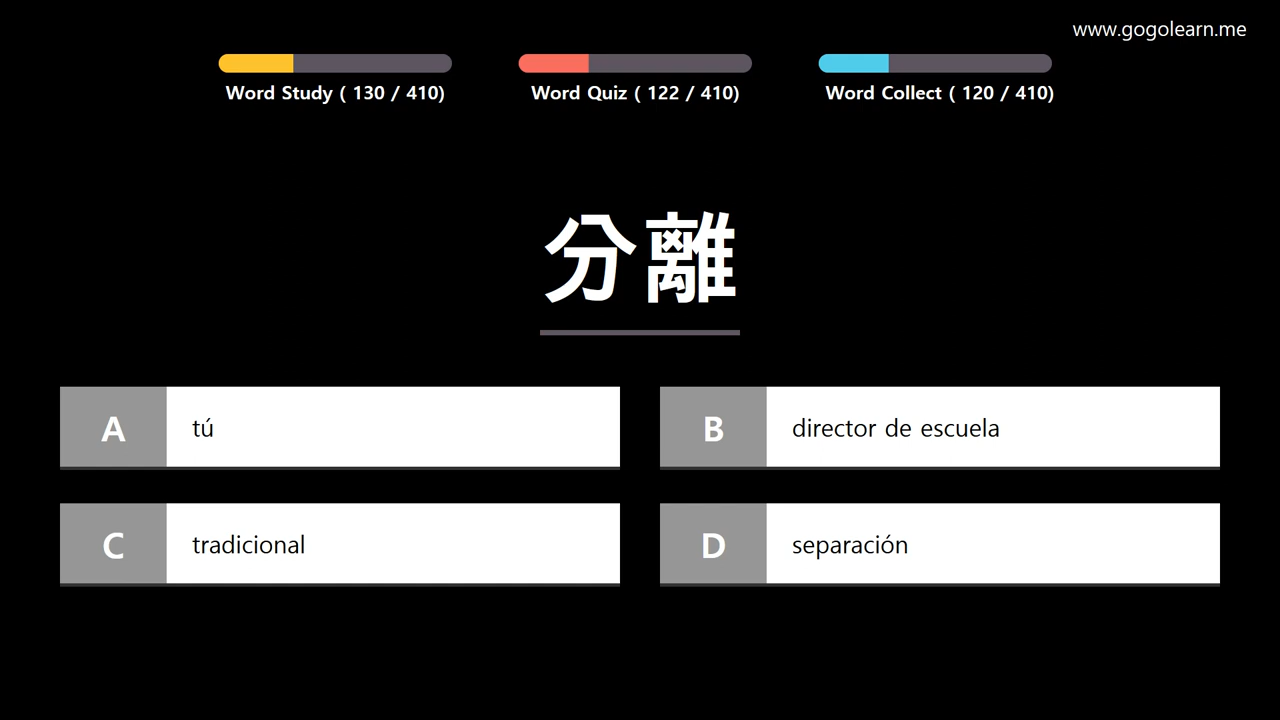 www.gogolearn.me
Word Study ( 130 / 410)
Word Quiz ( 122 / 410)
Word Collect ( 120 / 410)
分離
A tú
B director de escuela
C tradicional
D separación